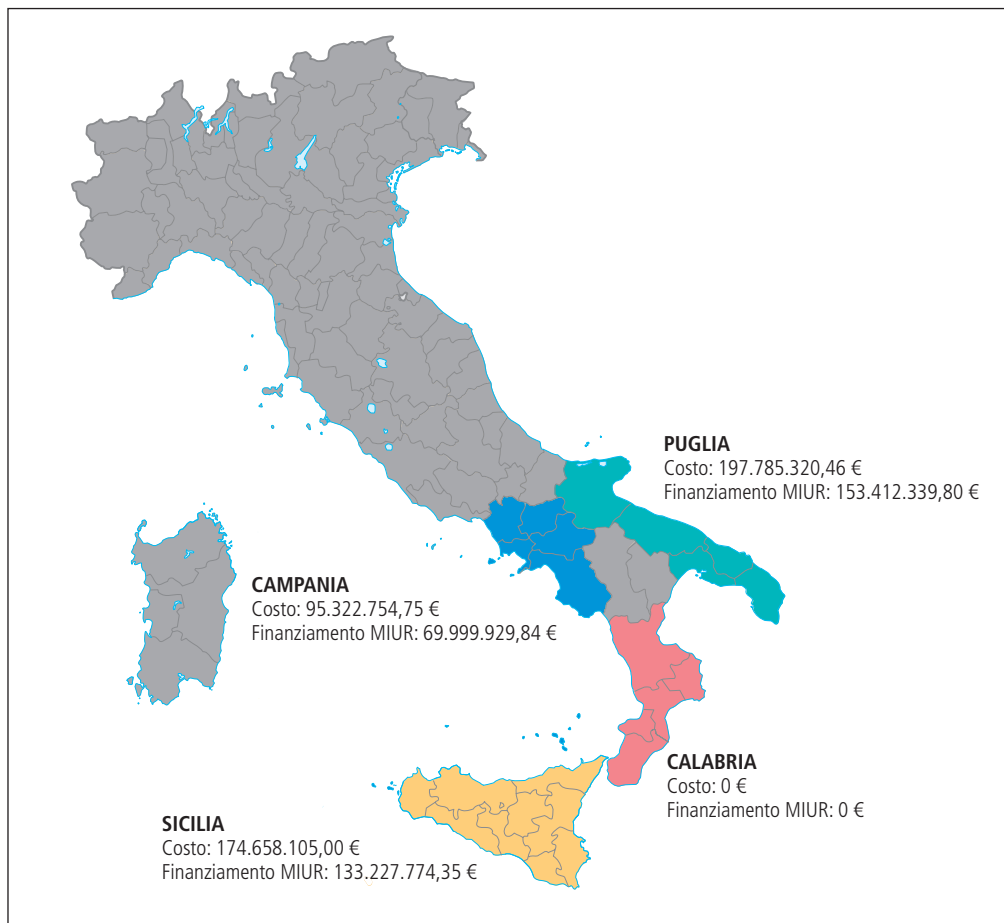 PUGLIA
Costo: 197.785.320,46 €
Finanziamento MIUR: 153.412.339,80 €
CAMPANIA
Costo: 95.322.754,75 €
Finanziamento MIUR: 69.999.929,84 €
CALABRIA
Costo: 0 €
Finanziamento MIUR: 0 €
SICILIA
Costo: 174.658.105,00 €
Finanziamento MIUR: 133.227.774,35 €